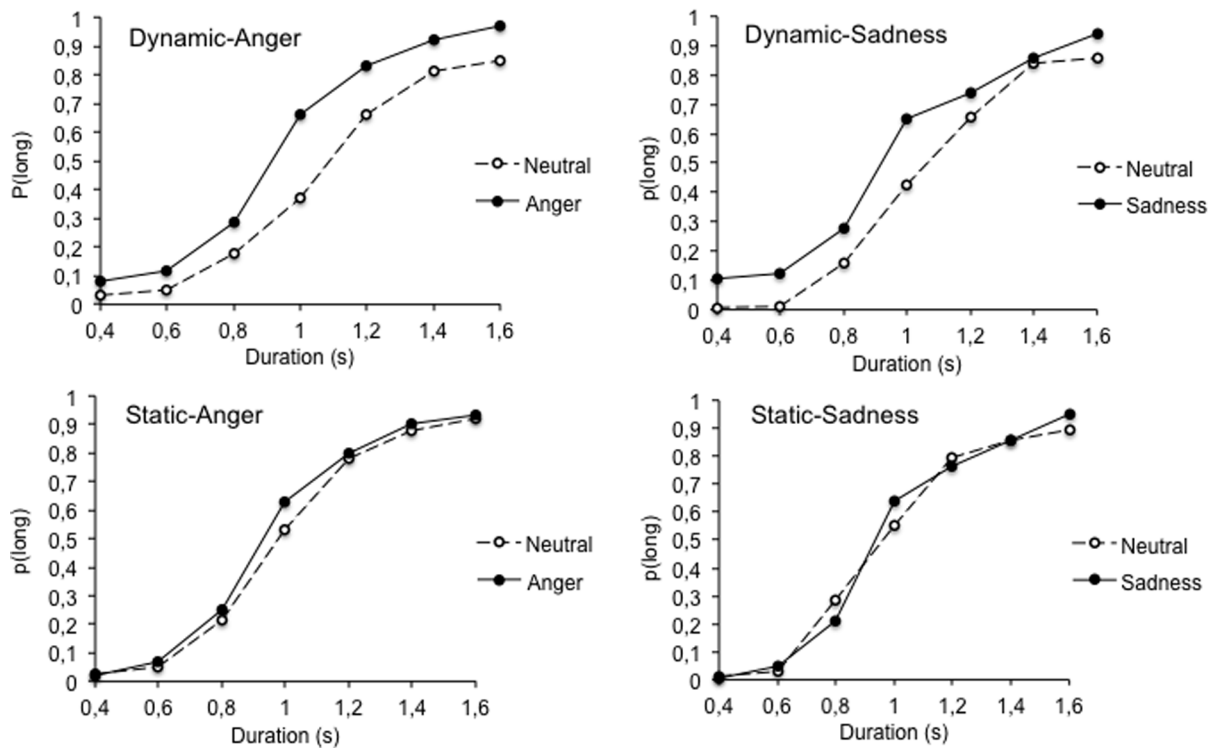 Dynamic-Anger
1
0,9
0,8
0,7
0,6
0,5
0,4
0,3
0,2
0,1
0
P(long)
0,4 0,6 0,8 1 1,2 1,4 1,6
Duration (s)
Neutral
Anger
Dynamic-Sadness
1
0,9
0,8
0,7
0,6
0,5
0,4
0,3
0,2
0,1
0
p(long)
0,4 0,6 0,8 1 1,2 1,4 1,6
Duration (s)
Neutral
Sadness
Static-Anger
1
0,9
0,8
0,7
0,6
0,5
0,4
0,3
0,2
0,1
0
p(long)
0,4 0,6 0,8 1 1,2 1,4 1,6
Duration (s)
Neutral
Anger
Static-Sadness
1
0,9
0,8
0,7
0,6
0,5
0,4
0,3
0,2
0,1
0
p(long)
0,4 0,6 0,8 1 1,2 1,4 1,6
Duration (s)
Neutral
Sadness